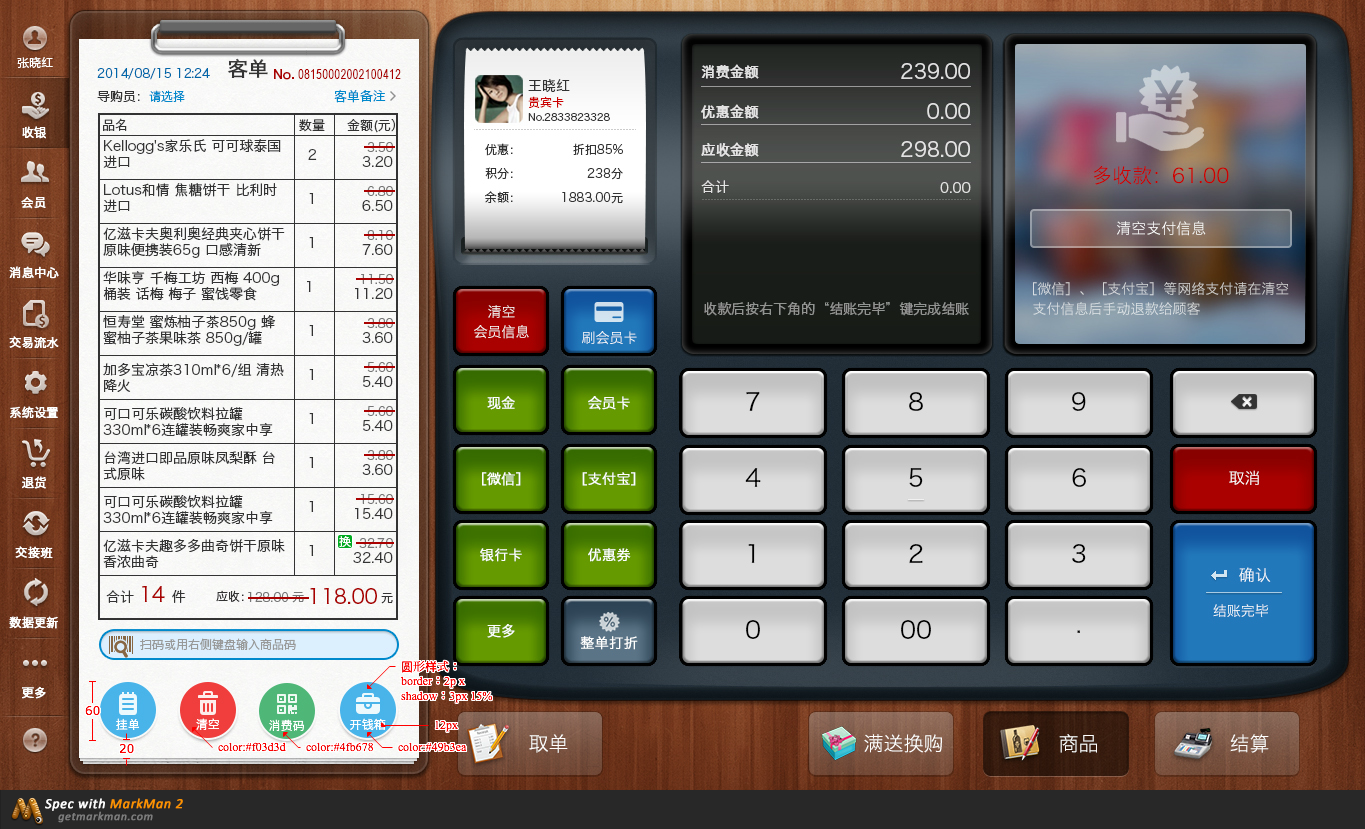 张晓红
收银
会员
消息中心
交易流水
系统设置
退货
交接班
数据更新
更多
?
2014/08/15 12:24 客单 No. 08150002002100412
导购员： 请选择 客单备注 >
品名 数量 金额(元)
Kellogg's家乐氏 可可球泰国 2 3.50
进口 3.20
Lotus和情 焦糖饼干 比利时 1 6.80
进口 6.50
亿滋卡夫奥利奥经典夹心饼干 1 8.10
原味便携装65g 口感清新 7.60
华味亨 千梅工坊 西梅 400g 1 11.50
桶装 话梅 梅子 蜜饯零食 11.20
恒寿堂 蜜炼柚子茶850g 蜂 1 3.80
蜜柚子茶果味茶 850g/罐 3.60
加多宝凉茶310ml*6/组 清热 1 5.60
降火 5.40
可口可乐碳酸饮料拉罐 1 5.60
330ml*6连罐装畅爽家中享 5.40
台湾进口即品原味凤梨酥 台 1 3.80
式原味 3.60
可口可乐碳酸饮料拉罐 1 15.60
330ml*6连罐装畅爽家中享 15.40
亿滋卡夫趣多多曲奇饼干原味 1 换 32.70
香浓曲奇 32.40
合计 14 件 应收: 128.00 元 118.00 元
扫码或用右侧键盘输入商品码
挂单
清空
消费码
开钱箱
60
20
圆形样式：
border：2p x
shadow：3px 15%
12px
color:#f03d3d
color:#4fb678
color:#49b3ea
王晓红
贵宾卡
No.2833823328
优惠: 折扣85%
积分: 238分
余额: 1883.00元
消费金额 239.00
优惠金额 0.00
应收金额 298.00
合计 0.00
收款后按右下角的“结账完毕”键完成结账
¥
多收款：61.00
清空支付信息
[微信] 、 [支付宝] 等网络支付请在清空
支付信息后手动退款给顾客
清空
会员信息
刷会员卡
现金
会员卡
[微信]
[支付宝]
银行卡
优惠券
更多
%
整单打折
7 8 9
4 5 6 取消
1 2 3
确认
结账完毕
0 00 .
取单
满送换购
商品
结算
Spec with MarkMan 2
getmarkman.com